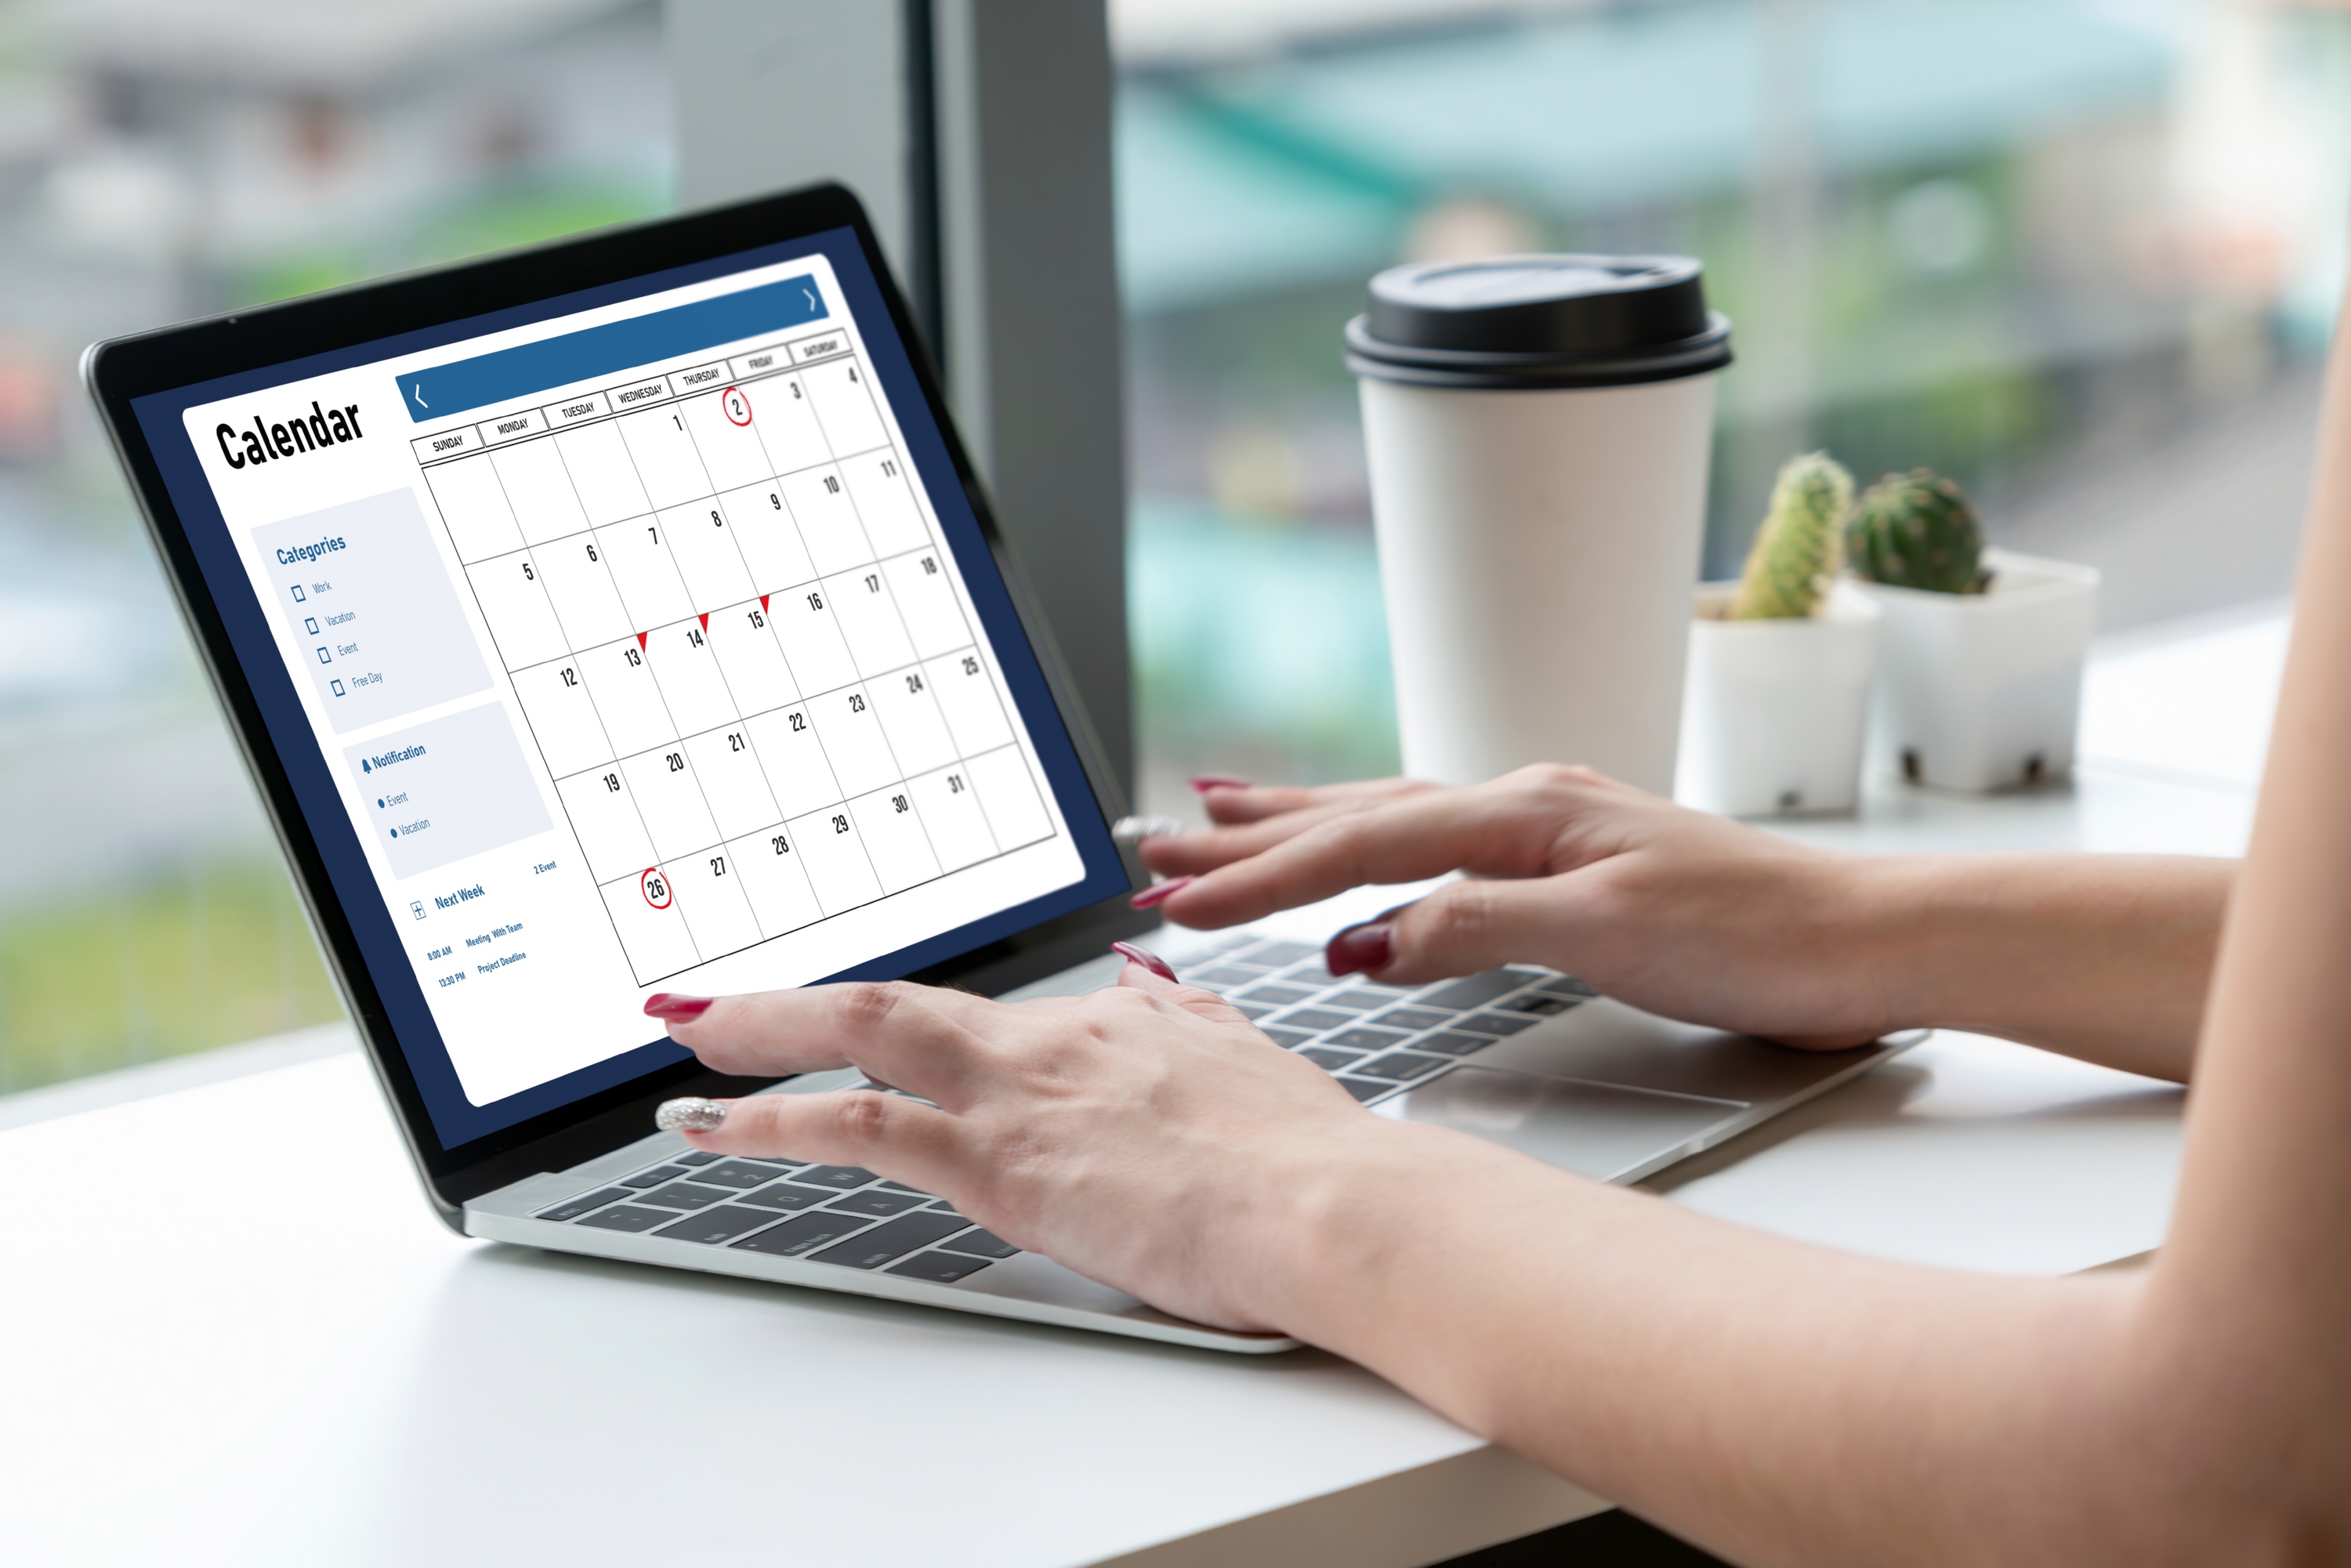 Calendar
Categories
Work
Vacation
Event
Free Day
Notification
Event
Vacation
Next Week 2 Event
8:00 AM Meeting With Team
13:30 PM Project Deadline
SUNDAY MONDAY TUESDAY WEDNESDAY THURSDAY FRIDAY SATURDAY
1 2 3 4
5 6 7 8 9 10 11
12 13 14 15 16 17 18
19 20 21 22 23 24 25
26 27 28 29 30 31